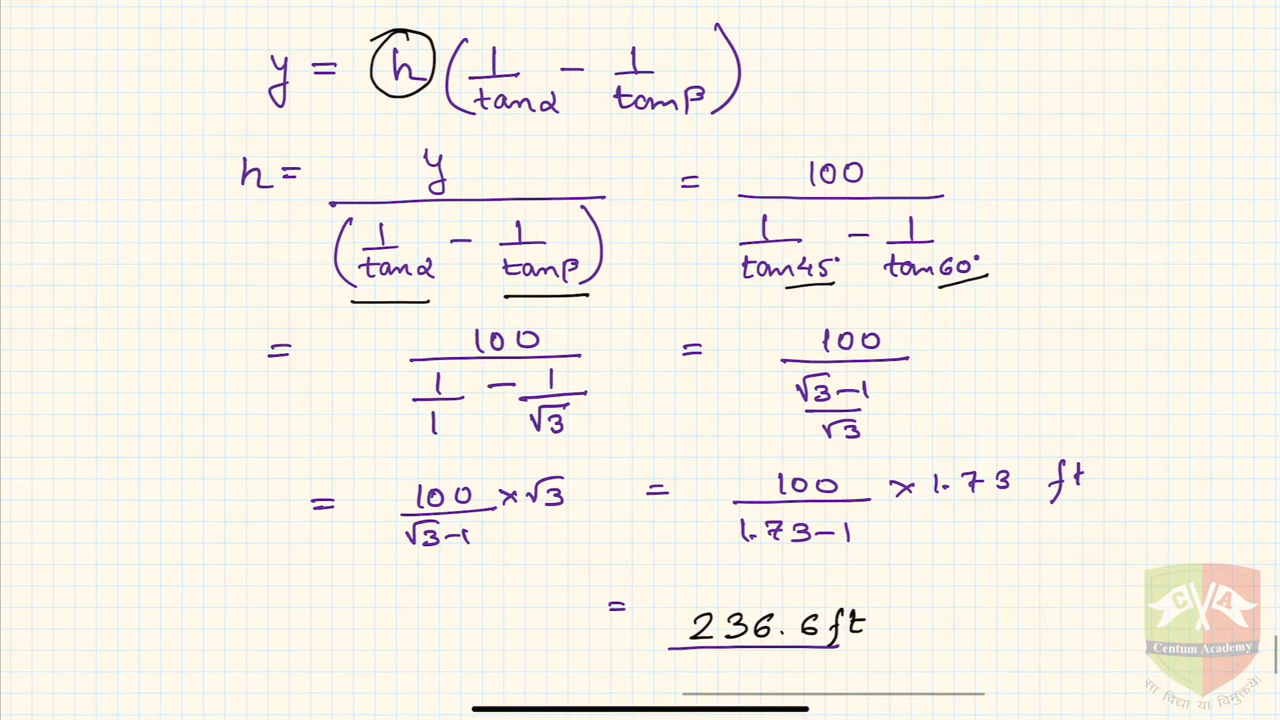 y = h (1/tanα − 1/tanβ)
h = y/(1/tanα − 1/tanβ) = 100/(1/tan45° − 1/tan60°)
= 100/(1/1 − 1/√3) = 100/((√3−1)/√3)
= 100/(√3−1) × √3 = 100/(1.73−1) × 1.73 ft
= 236.6 ft
C A
Centum Academy
सा विद्या या विमुक्तये